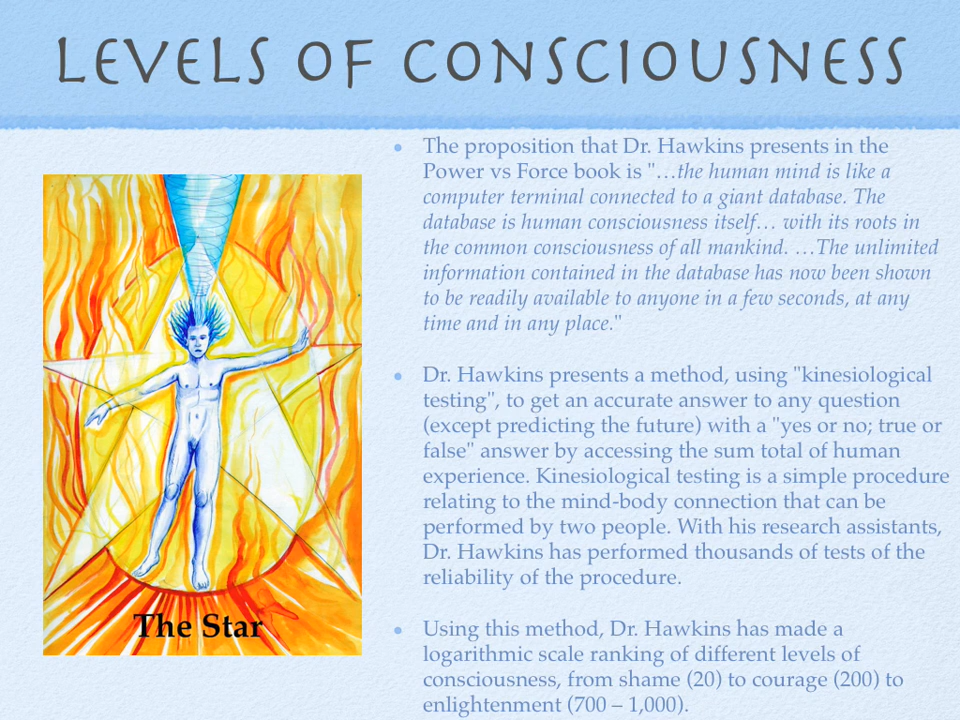 LEVELS OF CONSCIOUSNESS
• The proposition that Dr. Hawkins presents in the
Power vs Force book is "…the human mind is like a
computer terminal connected to a giant database. The
database is human consciousness itself… with its roots in
the common consciousness of all mankind. …The unlimited
information contained in the database has now been shown
to be readily available to anyone in a few seconds, at any
time and in any place."
• Dr. Hawkins presents a method, using "kinesiological
testing", to get an accurate answer to any question
(except predicting the future) with a "yes or no; true or
false" answer by accessing the sum total of human
experience. Kinesiological testing is a simple procedure
relating to the mind-body connection that can be
performed by two people. With his research assistants,
Dr. Hawkins has performed thousands of tests of the
reliability of the procedure.
• Using this method, Dr. Hawkins has made a
logarithmic scale ranking of different levels of
consciousness, from shame (20) to courage (200) to
enlightenment (700 – 1,000).
The Star